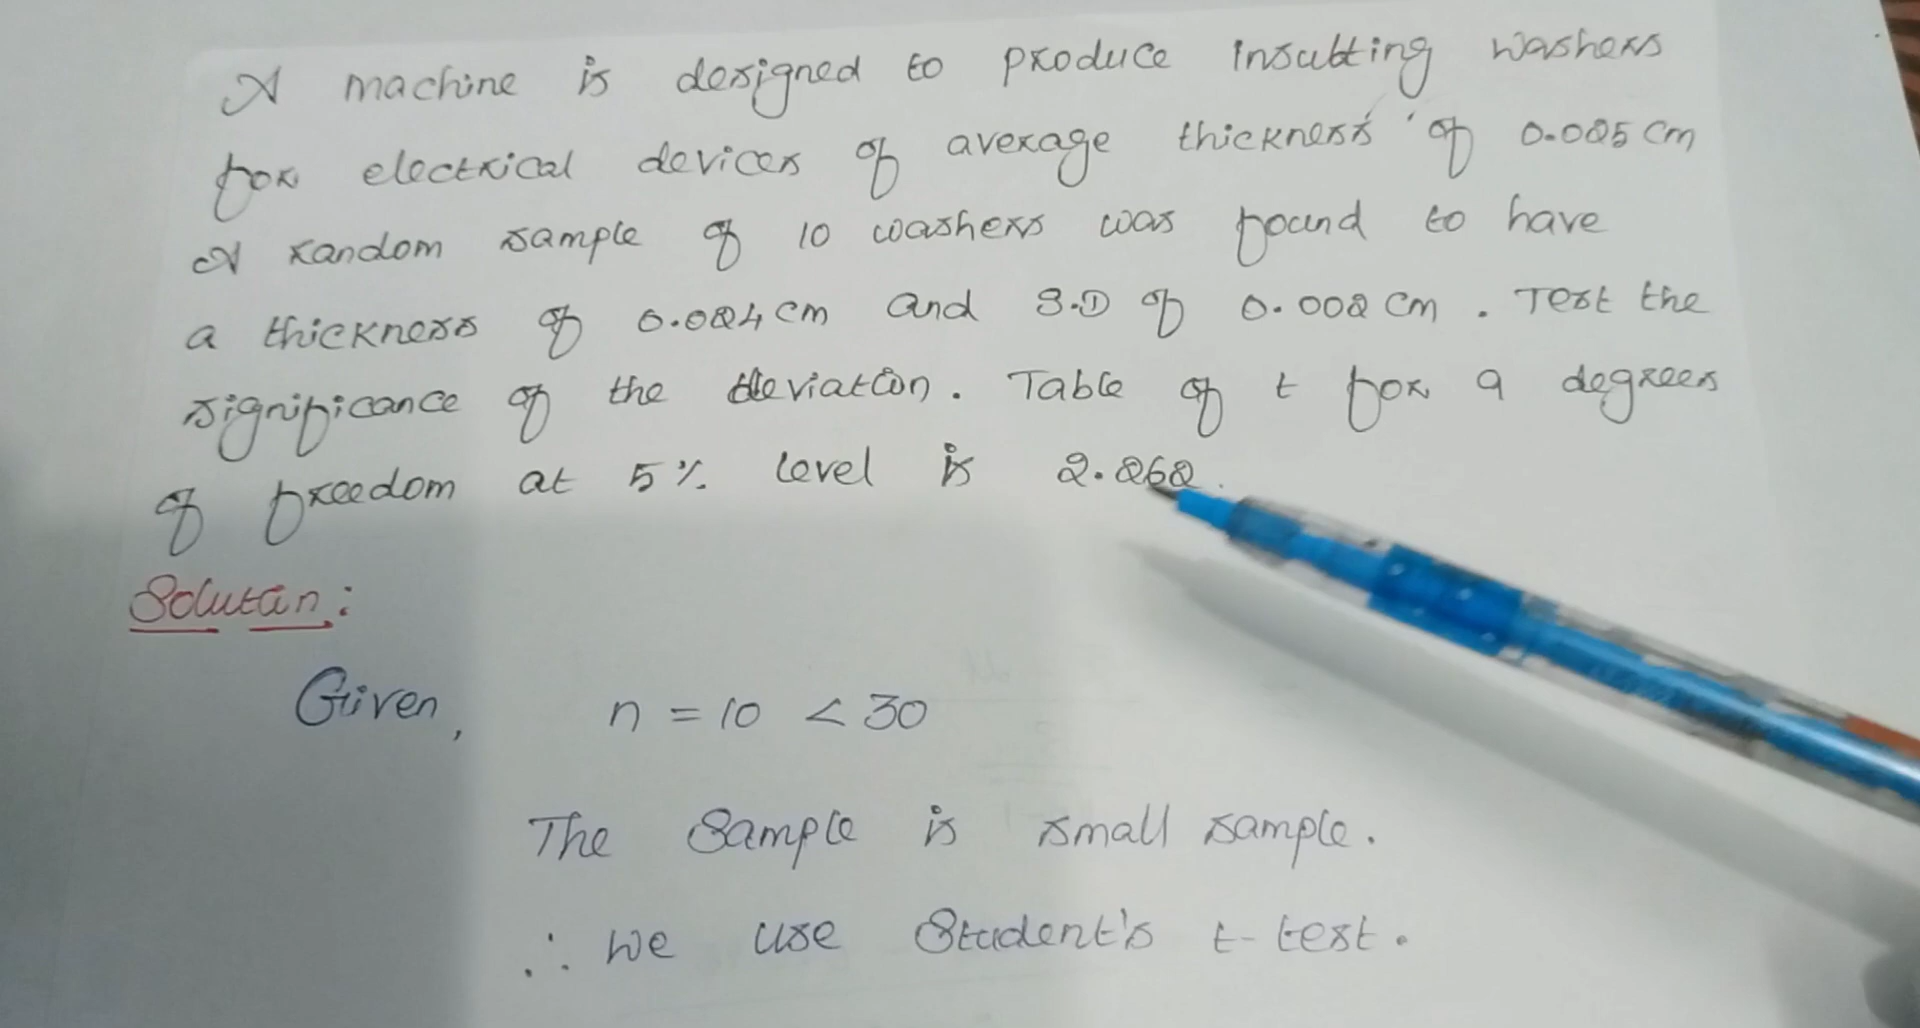 A machine is designed to produce insulting washers
for electrical devices of average thickness of 0.025 cm
A random sample of 10 washers was found to have
a thickness of 0.024 cm and S.D of 0.002 cm. Test the
significance of the deviation. Table of t for 9 degrees
of freedom at 5% level is 2.262.
Solution:
Given, n = 10 < 30
The Sample is small sample.
∴ we use Student's t-test.